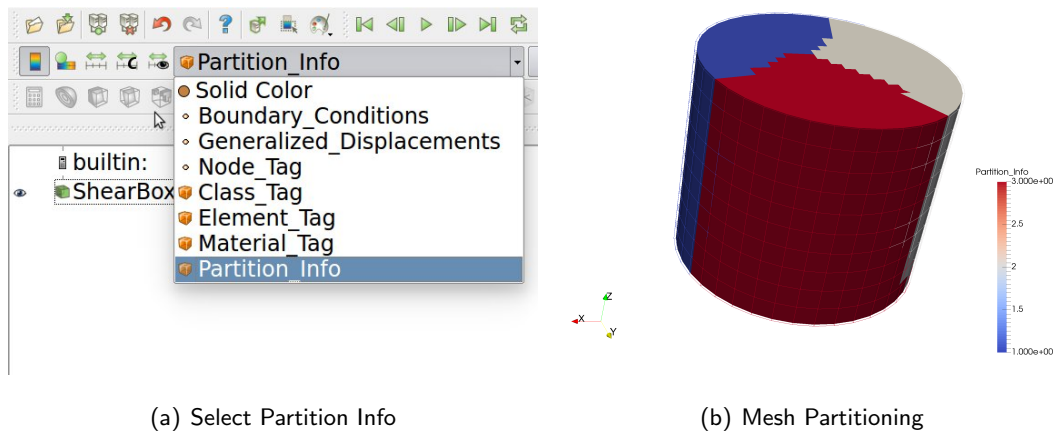 Partition_Info
Solid Color
Boundary_Conditions
Generalized_Displacements
Node_Tag
Class_Tag
Element_Tag
Material_Tag
Partition_Info
builtin:
ShearBox
Partition_Info
3.000e+00
2.5
2
1.5
1.000e+00
Z
X
Y
(a) Select Partition Info
(b) Mesh Partitioning